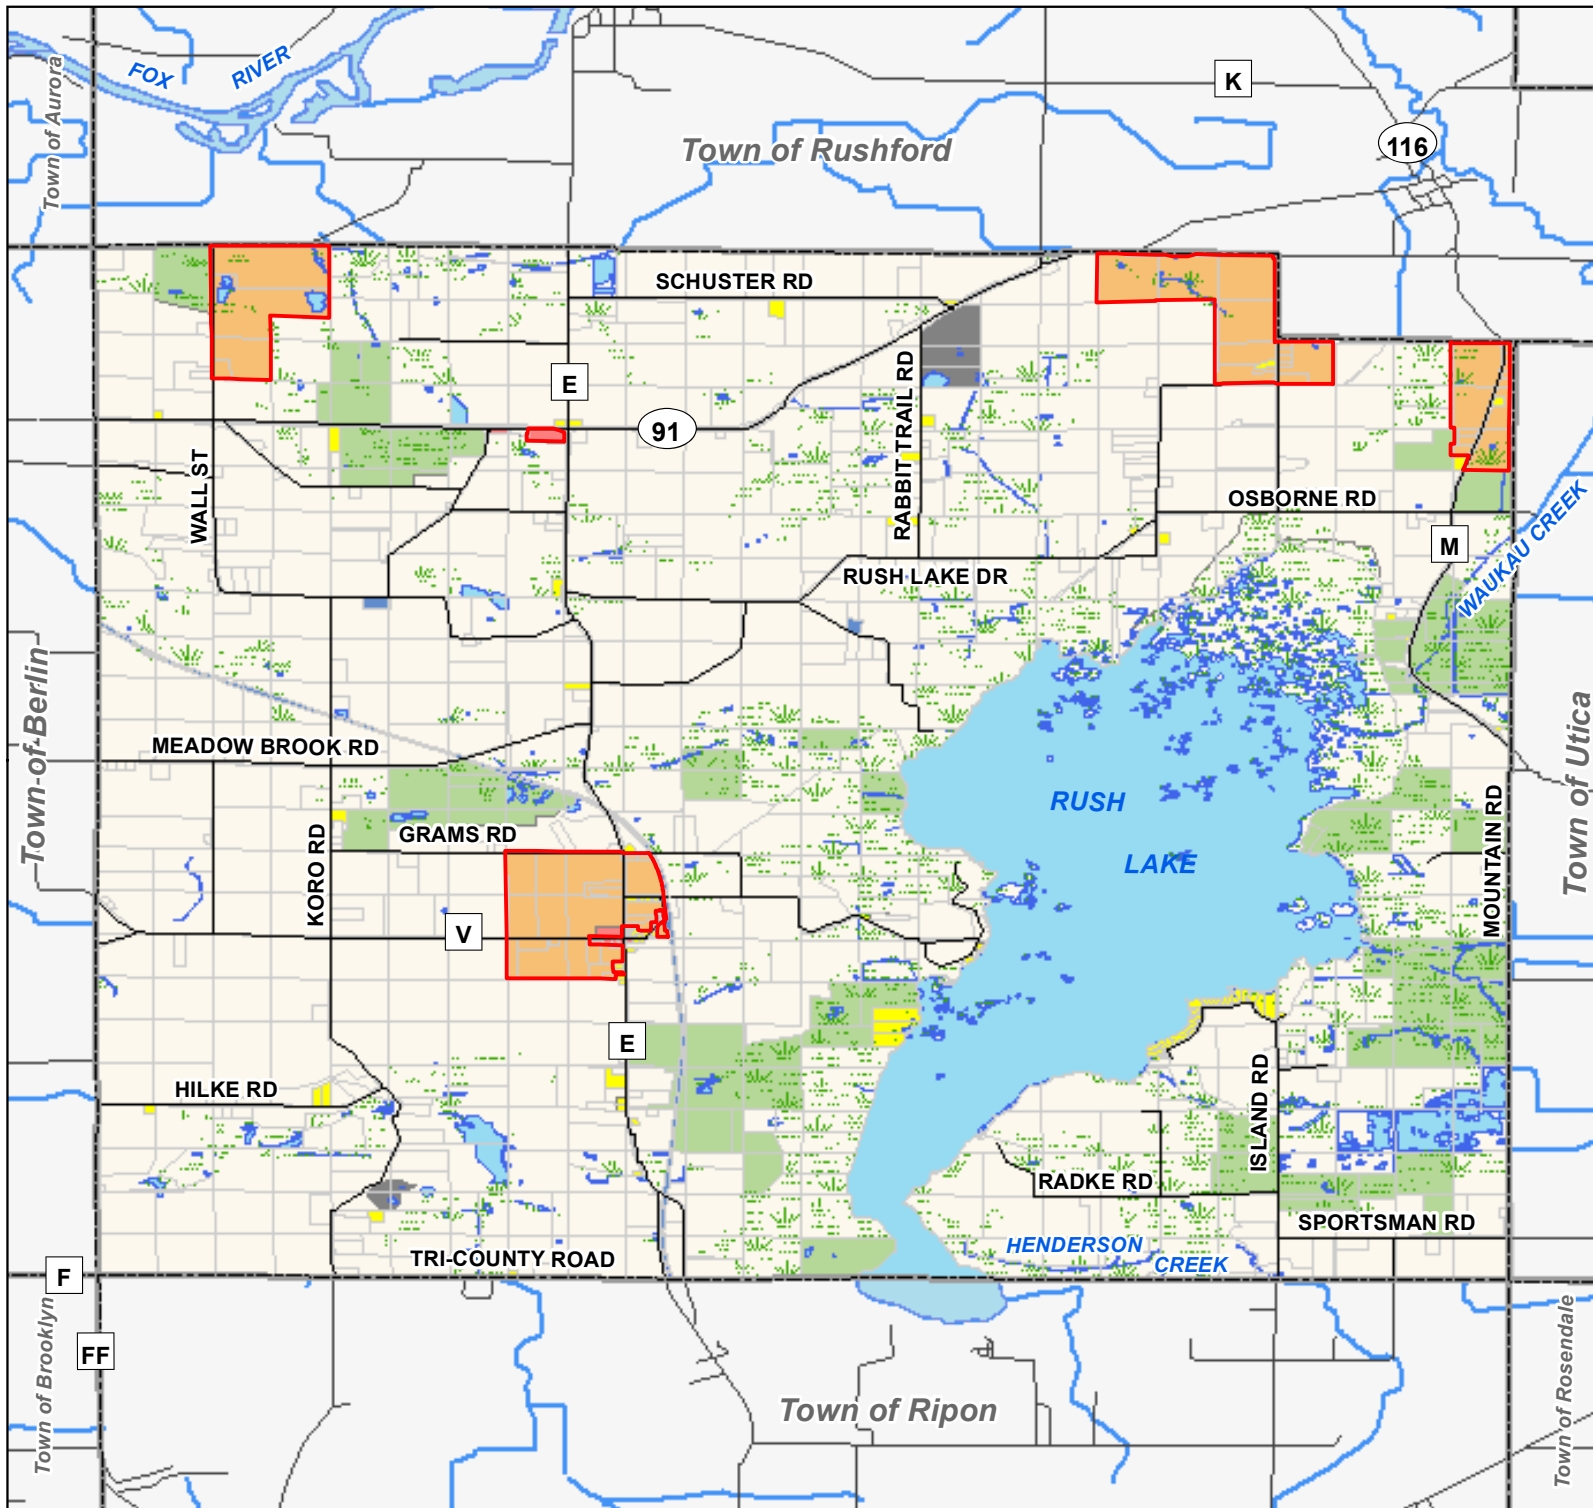 FOX
RIVER
Town of Aurora
K
116
Town of Rushford
SCHUSTER RD
E
91
RABBIT TRAIL RD
WALL ST
OSBORNE RD
M
WAUKAU CREEK
RUSH LAKE DR
Town of Berlin
Town of Utica
MEADOW BROOK RD
RUSH
LAKE
KORO RD
GRAMS RD
MOUNTAIN RD
V
E
HILKE RD
ISLAND RD
RADKE RD
SPORTSMAN RD
TRI-COUNTY ROAD
HENDERSON
CREEK
F
FF
Town of Brooklyn
Town of Ripon
Town of Rosendale